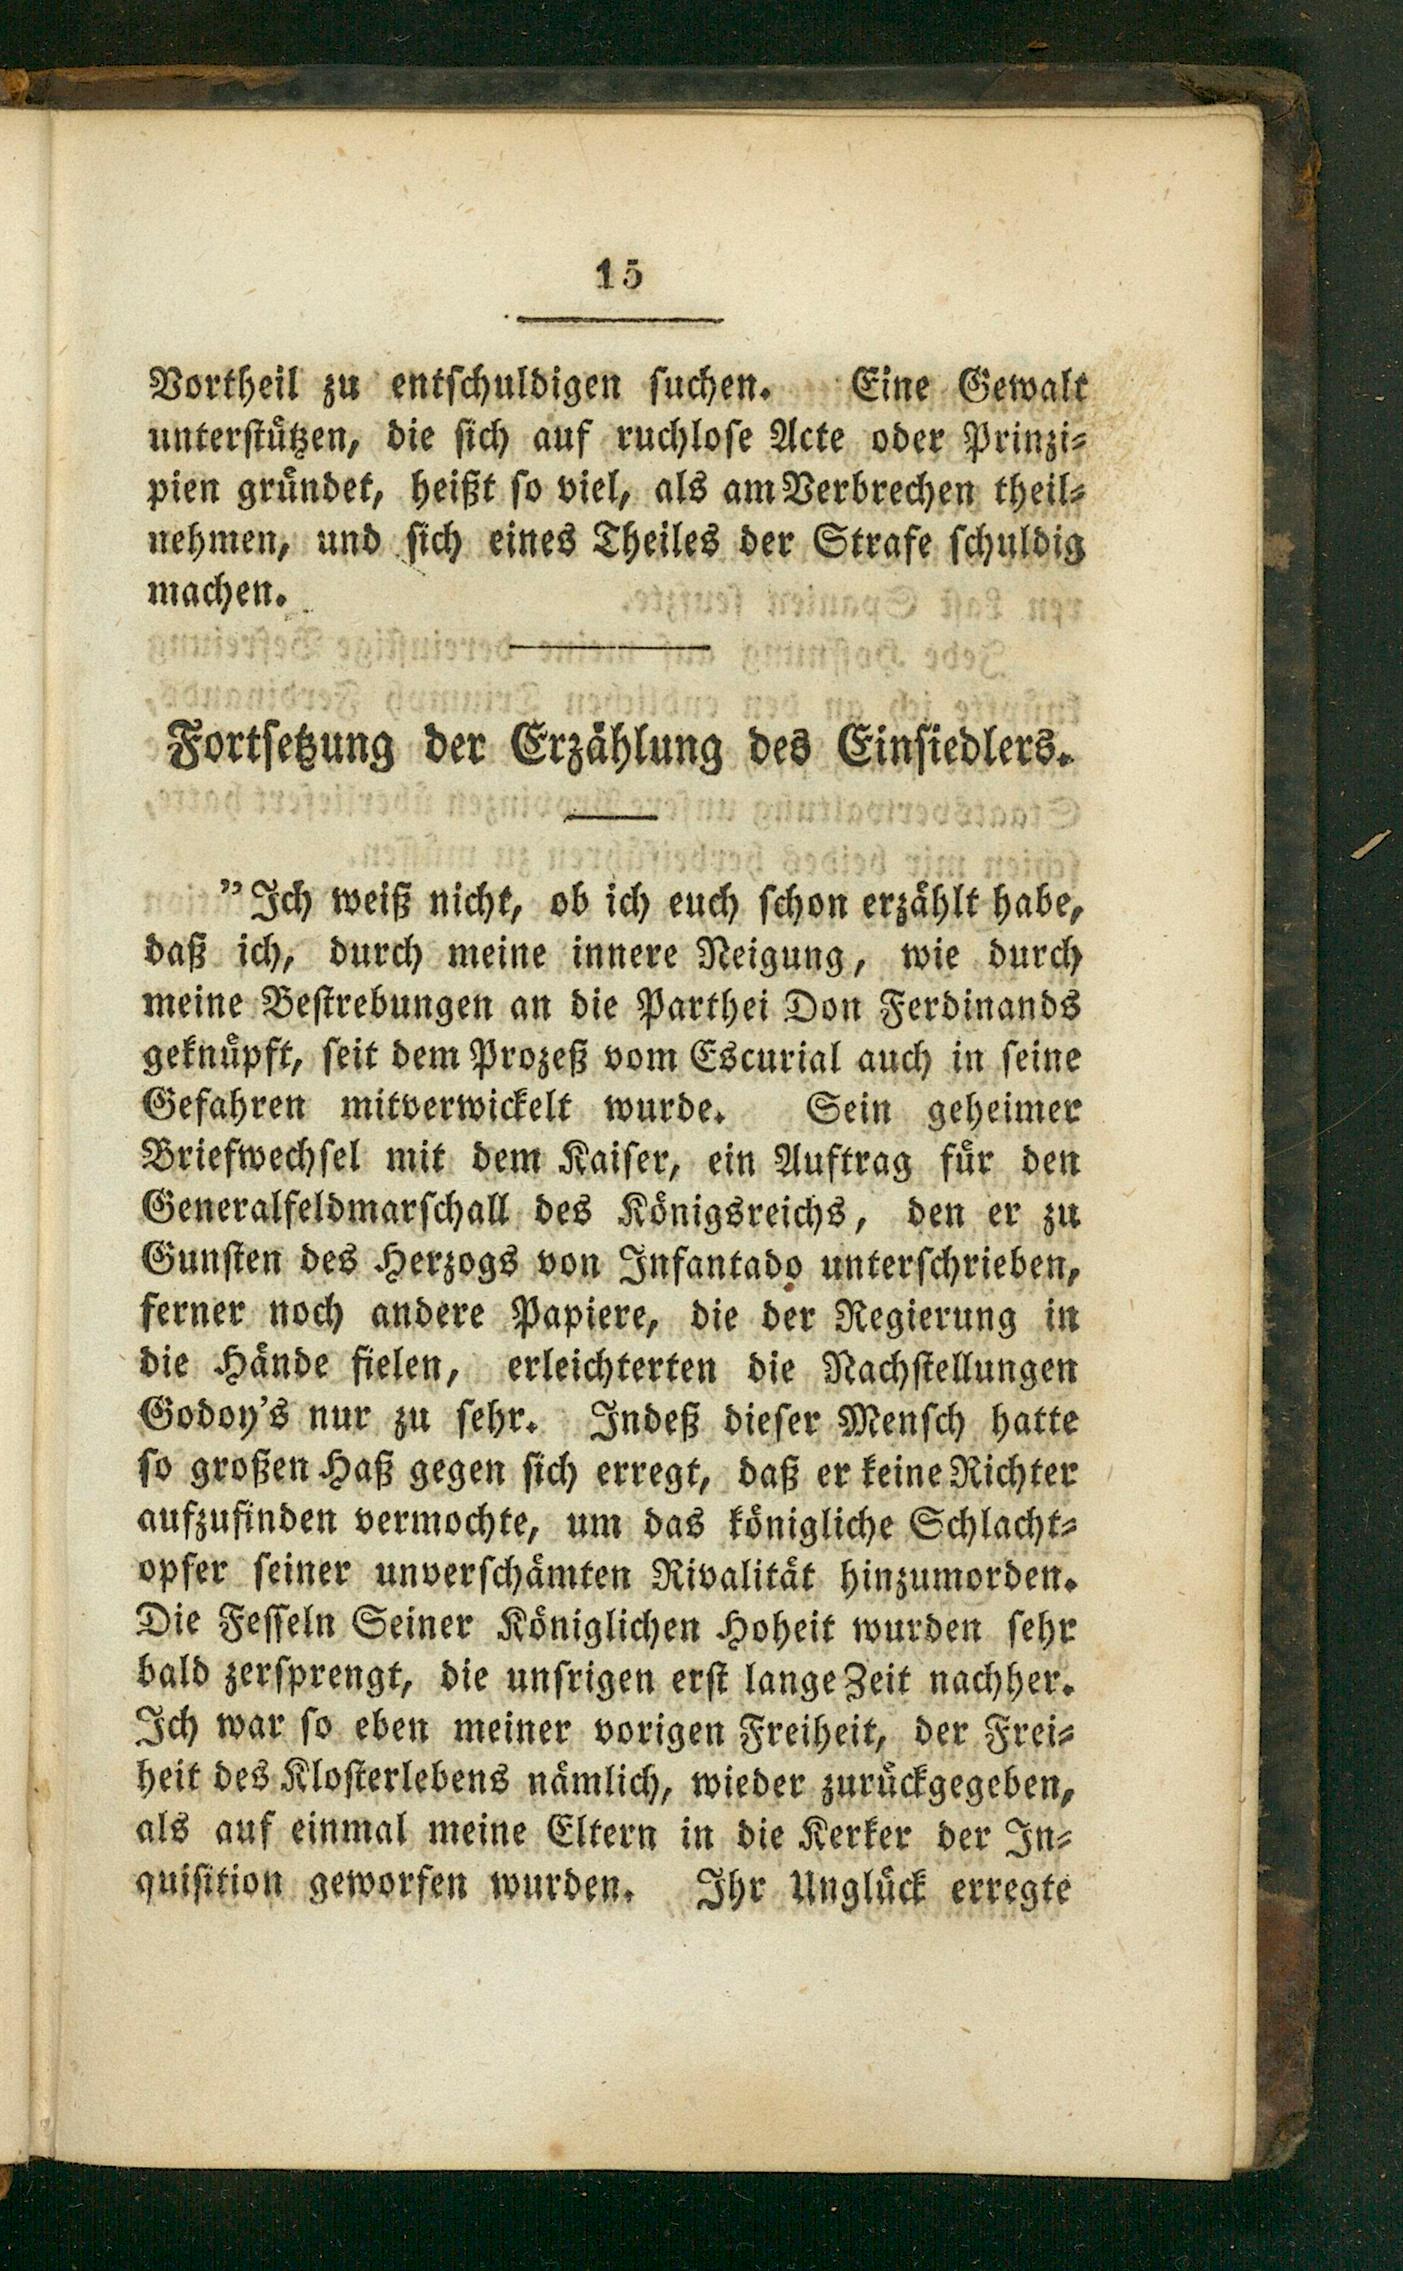 15
Vortheil zu entschuldigen suchen. Eine Gewalt
unterstützen, die sich auf ruchlose Acte oder Prinzi-
pien gründet, heißt so viel, als am Verbrechen theil-
nehmen, und sich eines Theiles der Strafe schuldig
machen.
Fortsetzung der Erzählung des Einsiedlers.
"Ich weiß nicht, ob ich euch schon erzählt habe,
daß ich, durch meine innere Neigung, wie durch
meine Bestrebungen an die Parthei Don Ferdinands
geknüpft, seit dem Prozeß vom Escurial auch in seine
Gefahren mitverwickelt wurde. Sein geheimer
Briefwechsel mit dem Kaiser, ein Auftrag für den
Generalfeldmarschall des Königsreichs, den er zu
Gunsten des Herzogs von Infantado unterschrieben,
ferner noch andere Papiere, die der Regierung in
die Hände fielen, erleichterten die Nachstellungen
Godoy's nur zu sehr. Indeß dieser Mensch hatte
so großen Haß gegen sich erregt, daß er keine Richter
aufzufinden vermochte, um das königliche Schlacht-
opfer seiner unverschämten Rivalität hinzumorden.
Die Fesseln Seiner Königlichen Hoheit wurden sehr
bald zersprengt, die unsrigen erst lange Zeit nachher.
Ich war so eben meiner vorigen Freiheit, der Frei-
heit des Klosterlebens nämlich, wieder zurückgegeben,
als auf einmal meine Eltern in die Kerker der In-
quisition geworfen wurden. Ihr Unglück erregte